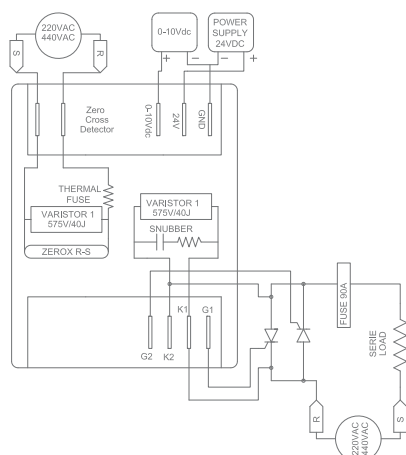 220VAC
440VAC
S
R
0-10Vdc
POWER
SUPPLY
24VDC
+
−
−
+
Zero
Cross
Detector
0-10Vdc
24V
GND
THERMAL
FUSE
VARISTOR 1
575V/40J
ZEROX R-S
VARISTOR 1
575V/40J
SNUBBER
K1
G1
G2
K2
FUSE 90A
SERIE
LOAD
R
S
220VAC
440VAC